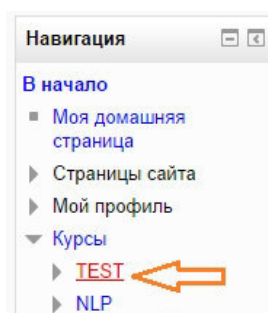 Навигация
В начало
Моя домашняя
страница
Страницы сайта
Мой профиль
Курсы
TEST
NLP